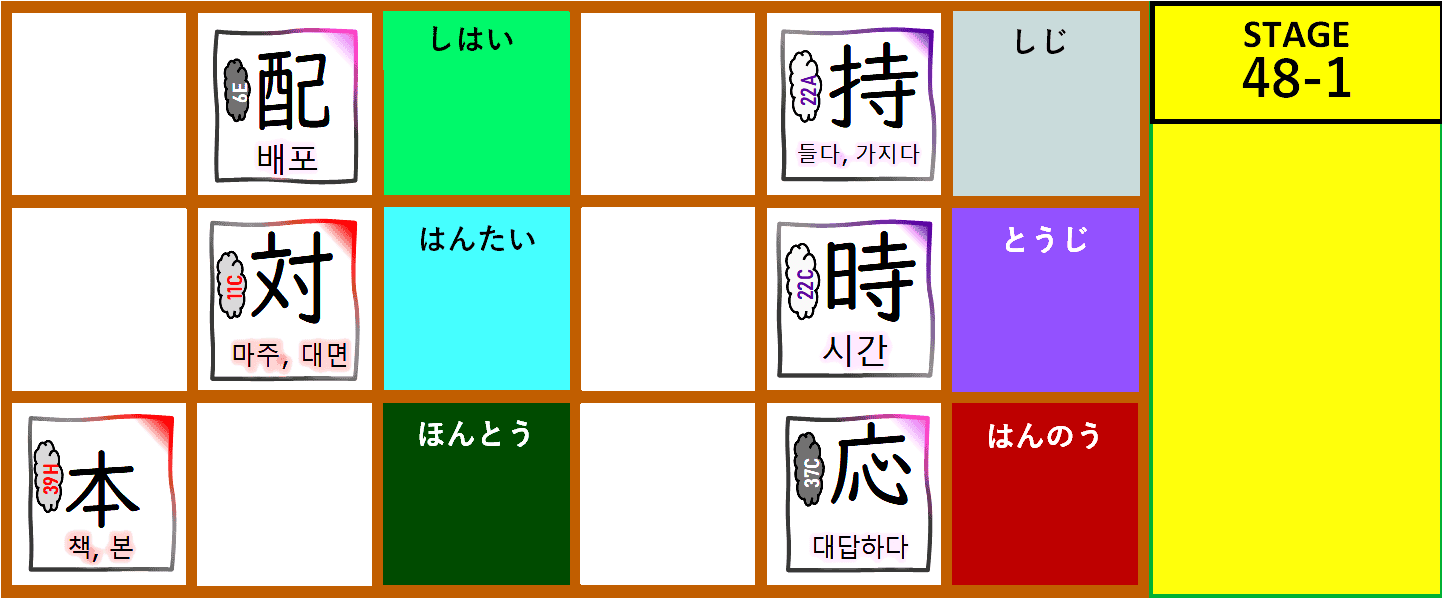 6E
配
배포
しはい
22A
持
들다, 가지다
しじ
STAGE
48-1
11C
対
마주, 대면
はんたい
22C
時
시간
とうじ
39H
本
책, 본
ほんとう
37C
応
대답하다
はんのう